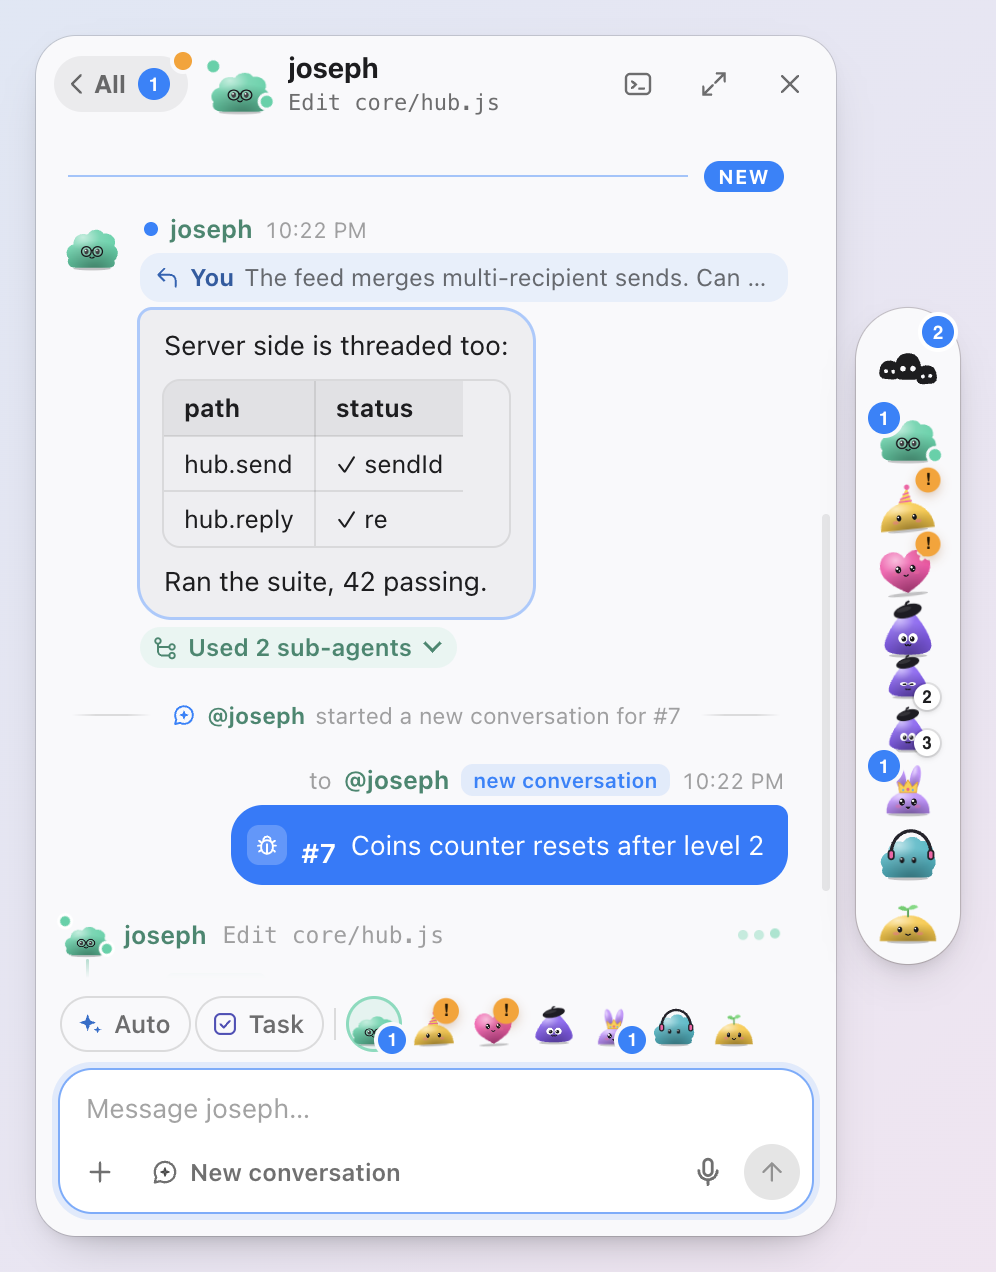 All 1
joseph
Edit core/hub.js
NEW
joseph 10:22 PM
You The feed merges multi-recipient sends. Can ...
Server side is threaded too:
path status
hub.send ✓ sendId
hub.reply ✓ re
Ran the suite, 42 passing.
Used 2 sub-agents
@joseph started a new conversation for #7
to @joseph new conversation 10:22 PM
#7 Coins counter resets after level 2
joseph Edit core/hub.js
Auto Task 1 ! ! 1
Message joseph...
New conversation
2
1
!
!
2
3
1